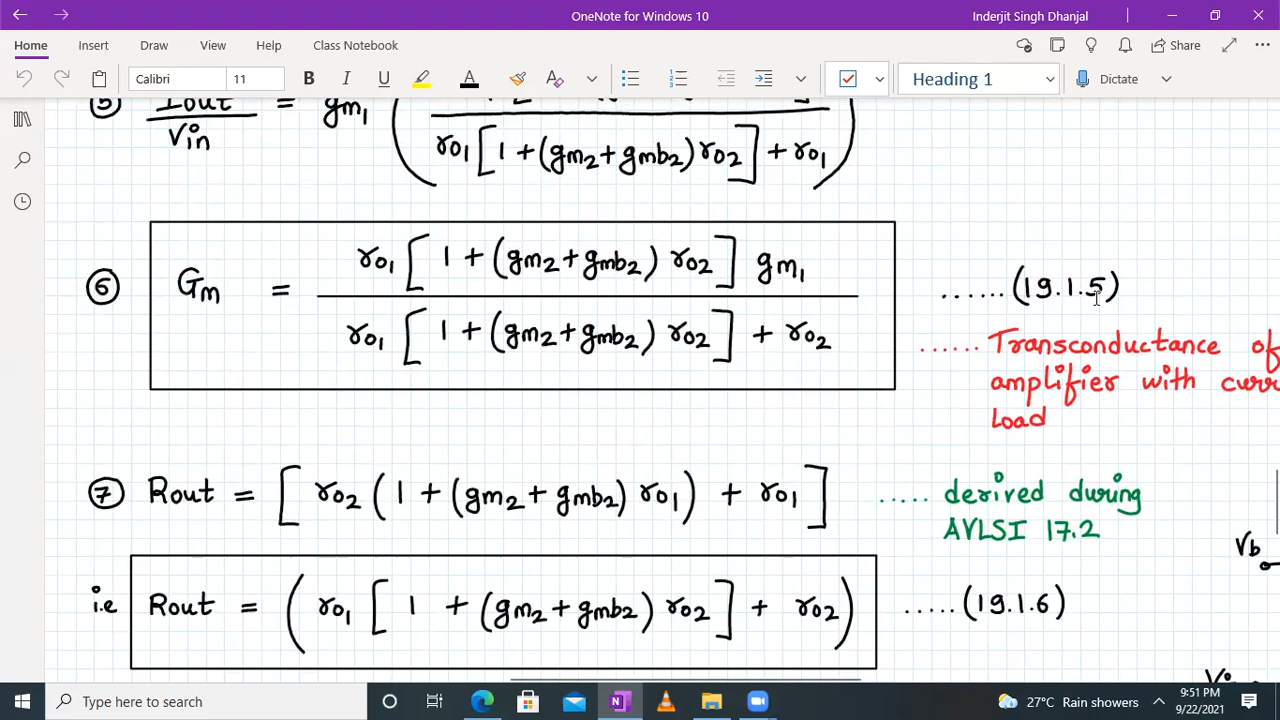 OneNote for Windows 10
Inderjit Singh Dhanjal
Home Insert Draw View Help Class Notebook
Share
Calibri 11 B I U A Heading 1 Dictate
Vin = gm1
ro1 [1 + (gm2 + gmb2) ro2] + ro1
⑥ Gm = ro1 [1 + (gm2 + gmb2) ro2] gm1
ro1 [1 + (gm2 + gmb2) ro2] + ro2
......(19.1.5)
...... Transconductance of
amplifier with
load
⑦ Rout = [ro2 (1 + (gm2 + gmb2) ro1) + ro1] ..... derived during
AVLSI 17.2
Vb
i.e Rout = (ro1 [1 + (gm2 + gmb2) ro2] + ro2) .....(19.1.6)
Type here to search
27°C Rain showers
9:51 PM
9/22/2021